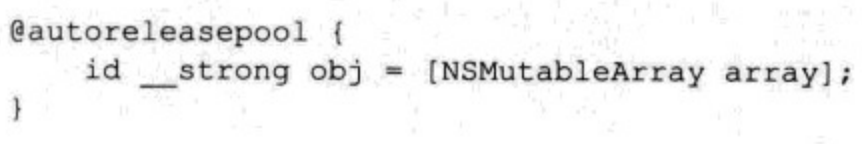 @autoreleasepool {
    id __strong obj = [NSMutableArray array];
}